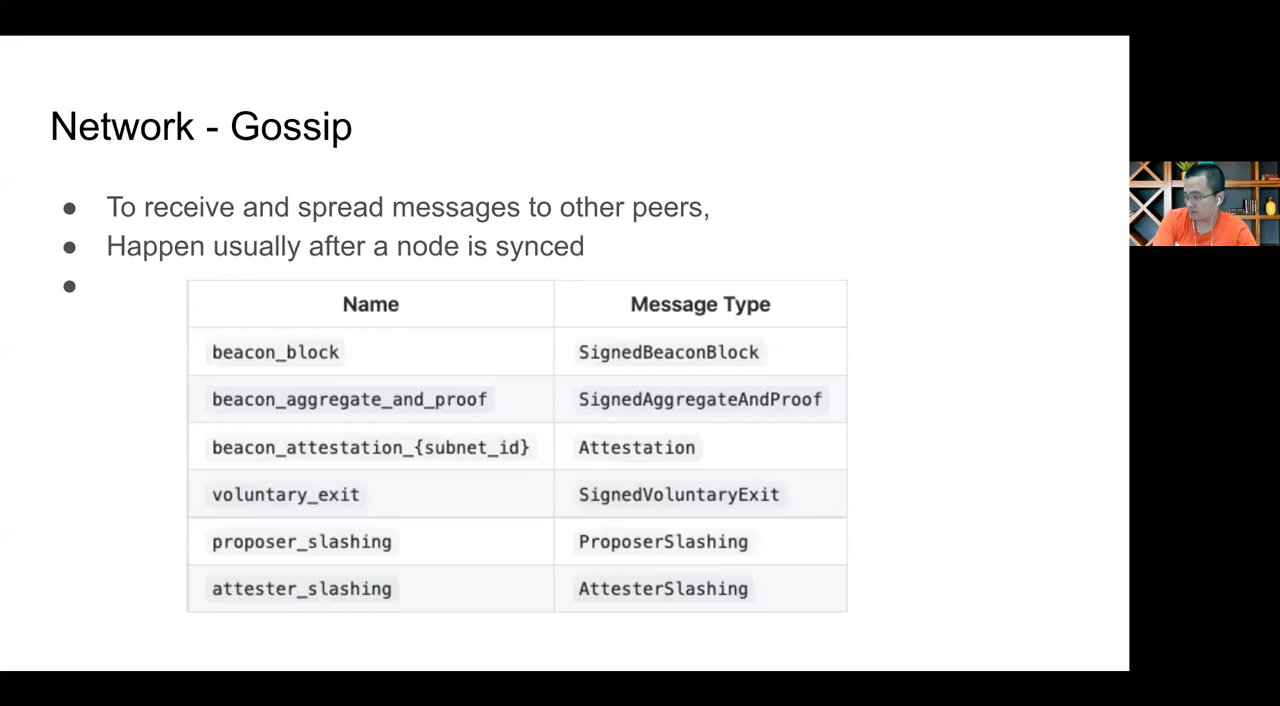 Network - Gossip
● To receive and spread messages to other peers,
● Happen usually after a node is synced
●
Name Message Type
beacon_block SignedBeaconBlock
beacon_aggregate_and_proof SignedAggregateAndProof
beacon_attestation_{subnet_id} Attestation
voluntary_exit SignedVoluntaryExit
proposer_slashing ProposerSlashing
attester_slashing AttesterSlashing